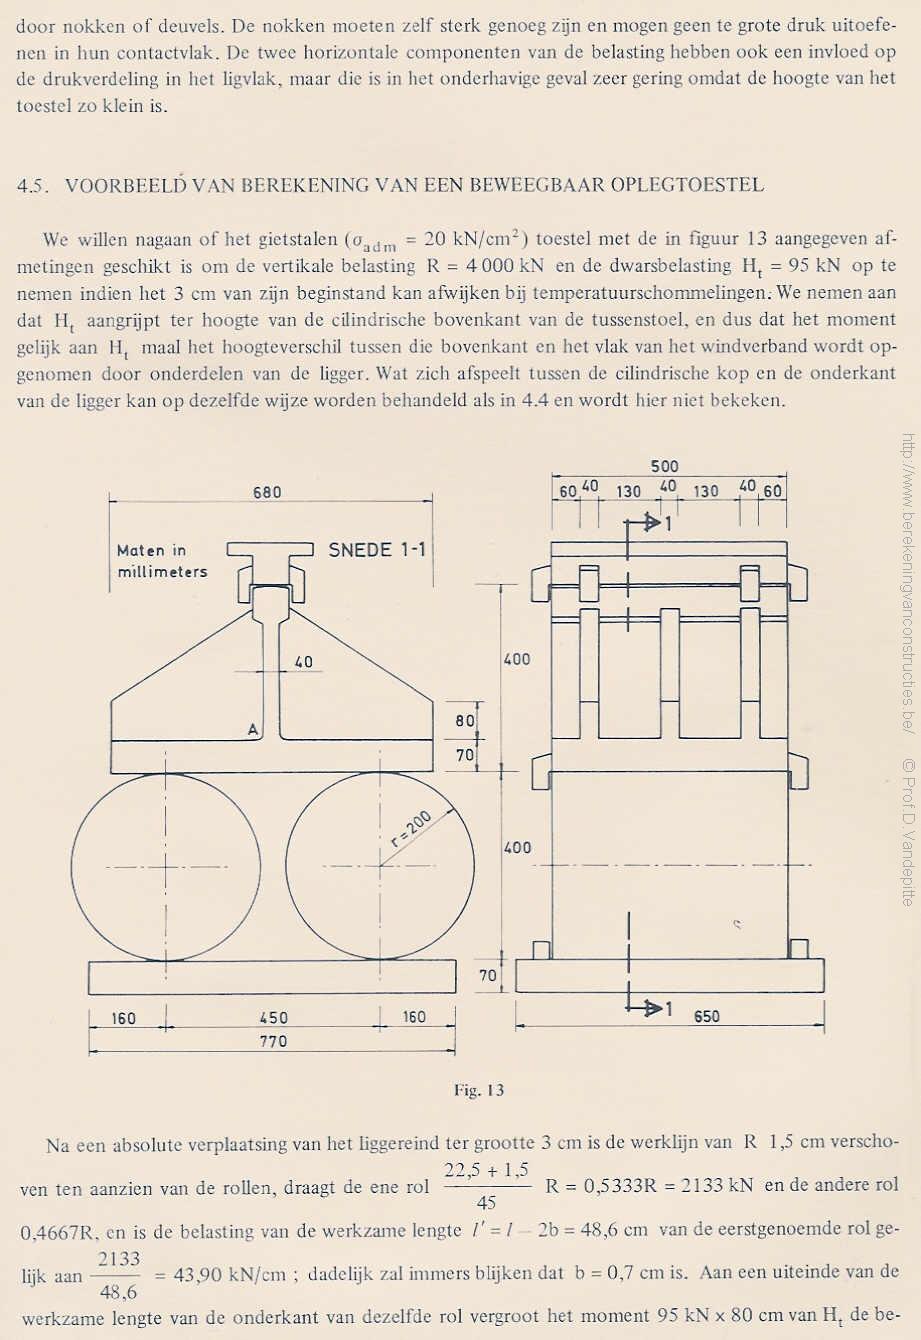 door nokken of deuvels. De nokken moeten zelf sterk genoeg zijn en mogen geen te grote druk uitoefe-
nen in hun contactvlak. De twee horizontale componenten van de belasting hebben ook een invloed op
de drukverdeling in het ligvlak, maar die is in het onderhavige geval zeer gering omdat de hoogte van het
toestel zo klein is.
4.5. VOORBEELD VAN BEREKENING VAN EEN BEWEEGBAAR OPLEGTOESTEL
We willen nagaan of het gietstalen (σadm = 20 kN/cm²) toestel met de in figuur 13 aangegeven af-
metingen geschikt is om de vertikale belasting R = 4 000 kN en de dwarsbelasting Ht = 95 kN op te
nemen indien het 3 cm van zijn beginstand kan afwijken bij temperatuurschommelingen. We nemen aan
dat Ht aangrijpt ter hoogte van de cilindrische bovenkant van de tussenstoel, en dus dat het moment
gelijk aan Ht maal het hoogteverschil tussen die bovenkant en het vlak van het windverband wordt op-
genomen door onderdelen van de ligger. Wat zich afspeelt tussen de cilindrische kop en de onderkant
van de ligger kan op dezelfde wijze worden behandeld als in 4.4 en wordt hier niet bekeken.
500
680
60 40 130 40 130 40 60
1
Maten in
millimeters
SNEDE 1-1
40
400
A
80
70
r=200
400
70
1
160 450 160
650
770
Fig. 13
Na een absolute verplaatsing van het liggereind ter grootte 3 cm is de werklijn van R 1,5 cm verscho-
22,5 + 1,5
ven ten aanzien van de rollen, draagt de ene rol R = 0,5333R = 2133 kN en de andere rol
45
0,4667R, en is de belasting van de werkzame lengte l' = l – 2b = 48,6 cm van de eerstgenoemde rol ge-
2133
lijk aan = 43,90 kN/cm ; dadelijk zal immers blijken dat b = 0,7 cm is. Aan een uiteinde van de
48,6
werkzame lengte van de onderkant van dezelfde rol vergroot het moment 95 kN x 80 cm van Ht de be-
http://www.berekeningvanconstructies.be/ © Prof.D.Vandepitte